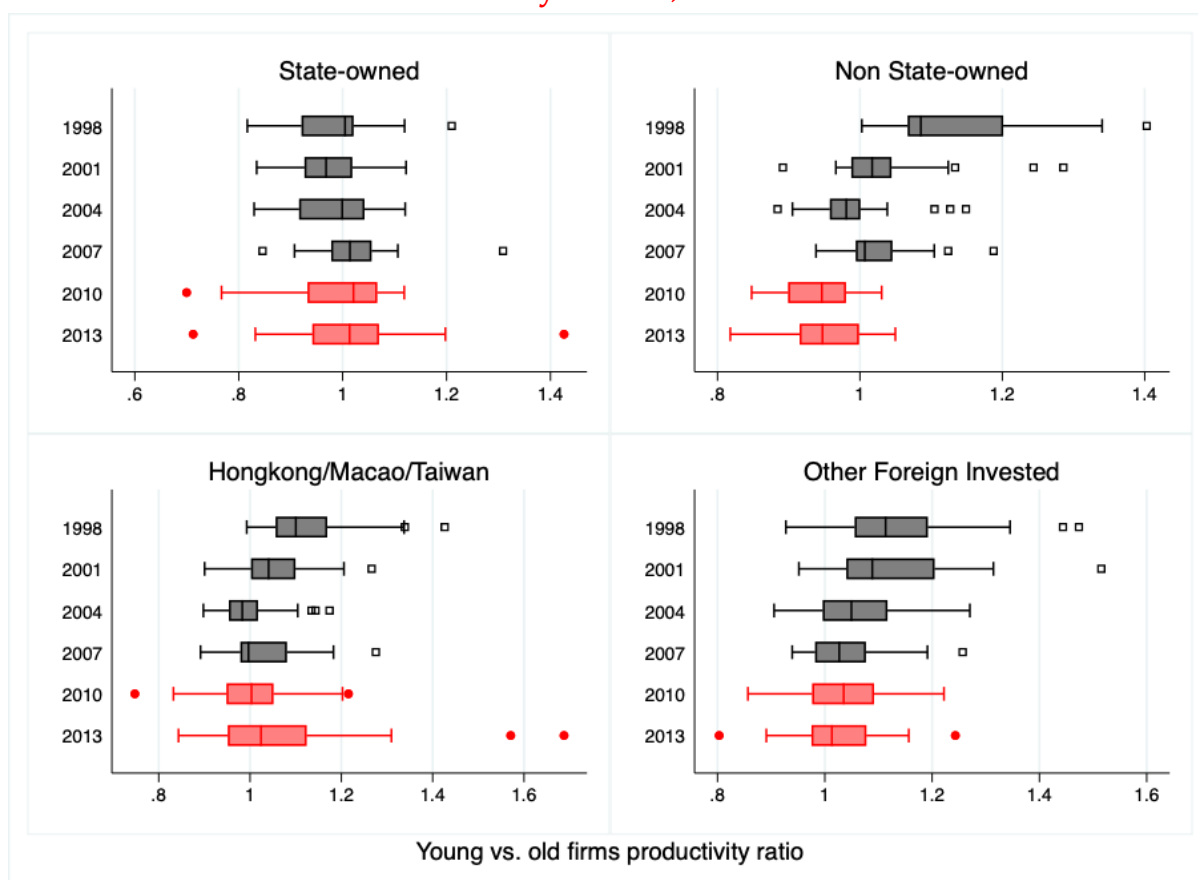 State-owned
1998
2001
2004
2007
2010
2013
.6 .8 1 1.2 1.4
Non State-owned
1998
2001
2004
2007
2010
2013
.8 1 1.2 1.4
Hongkong/Macao/Taiwan
1998
2001
2004
2007
2010
2013
.8 1 1.2 1.4 1.6
Other Foreign Invested
1998
2001
2004
2007
2010
2013
.8 1 1.2 1.4 1.6
Young vs. old firms productivity ratio